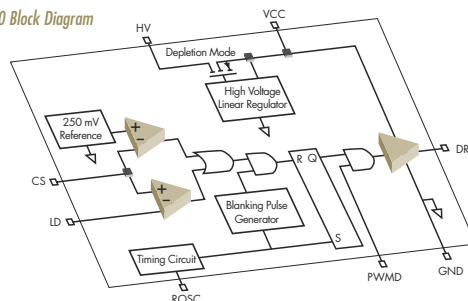 0 Block Diagram
HV
VCC
Depletion Mode
High Voltage
Linear Regulator
250 mV
Reference
+
−
CS
+
−
LD
Blanking Pulse
Generator
R Q
S
DR
Timing Circuit
ROSC
PWMD
GND